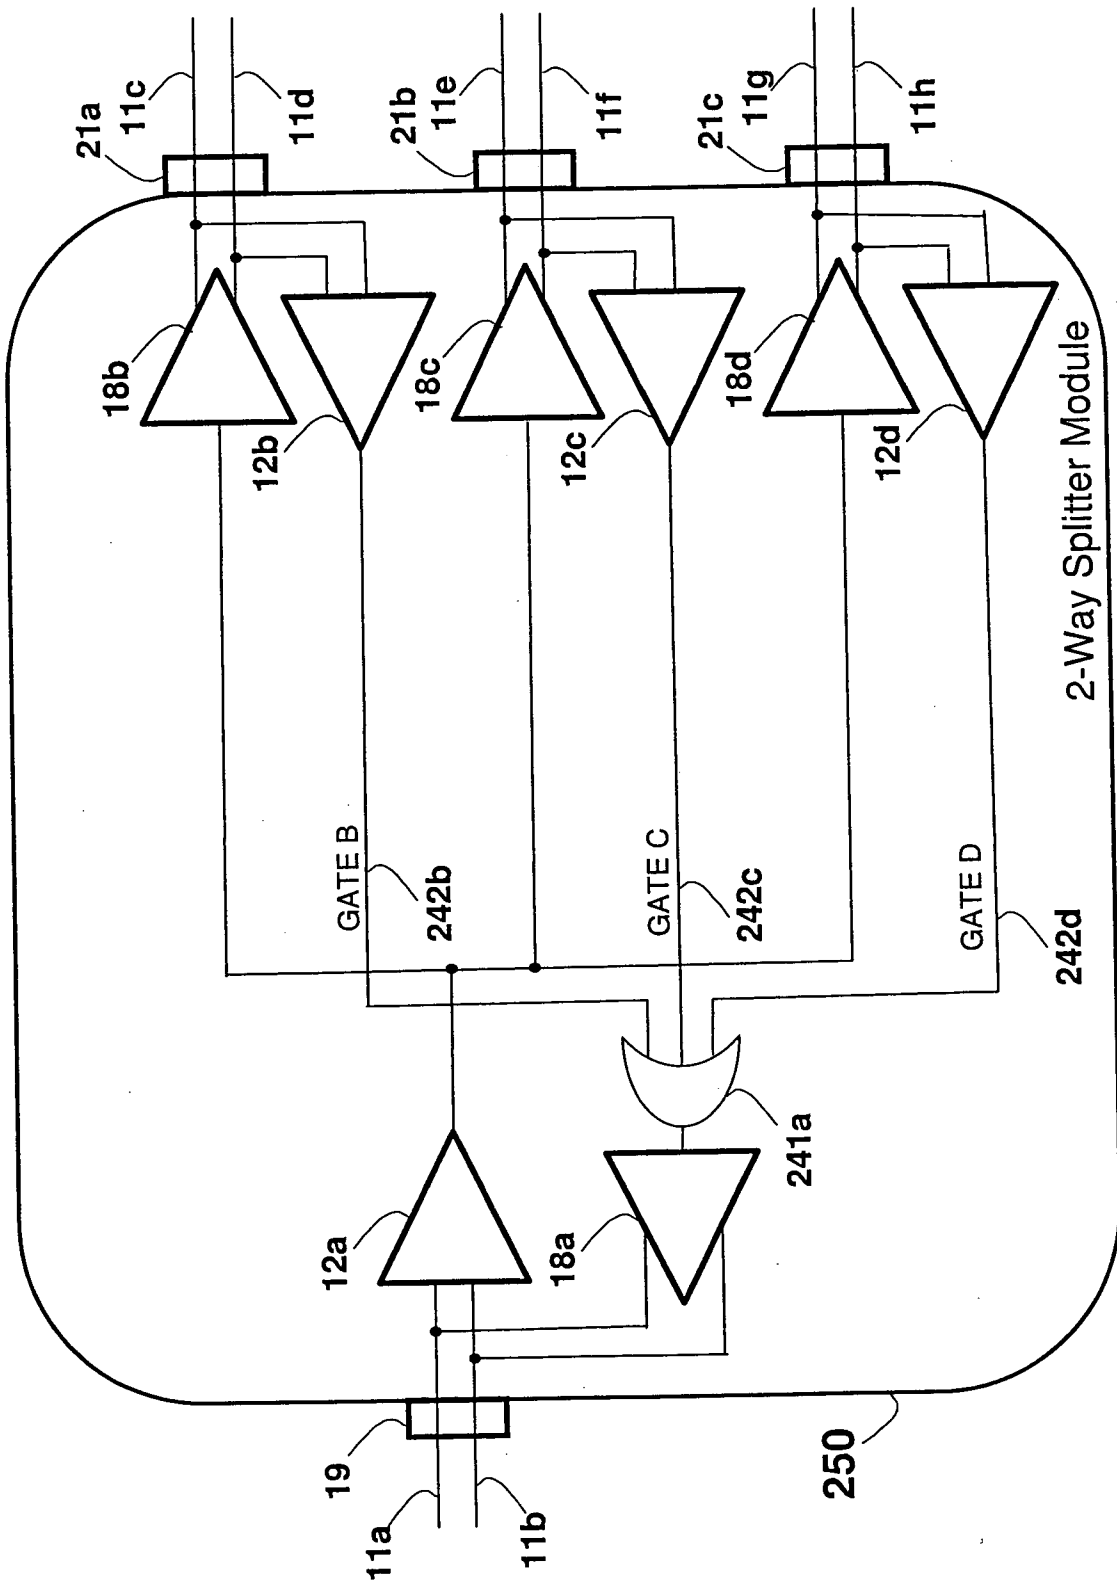 11a
11b
19
250
12a
18a
241a
GATE B
242b
GATE C
242c
GATE D
242d
18b
12b
18c
12c
18d
12d
2-Way Splitter Module
21a
11c
11d
21b
11e
11f
21c
11g
11h